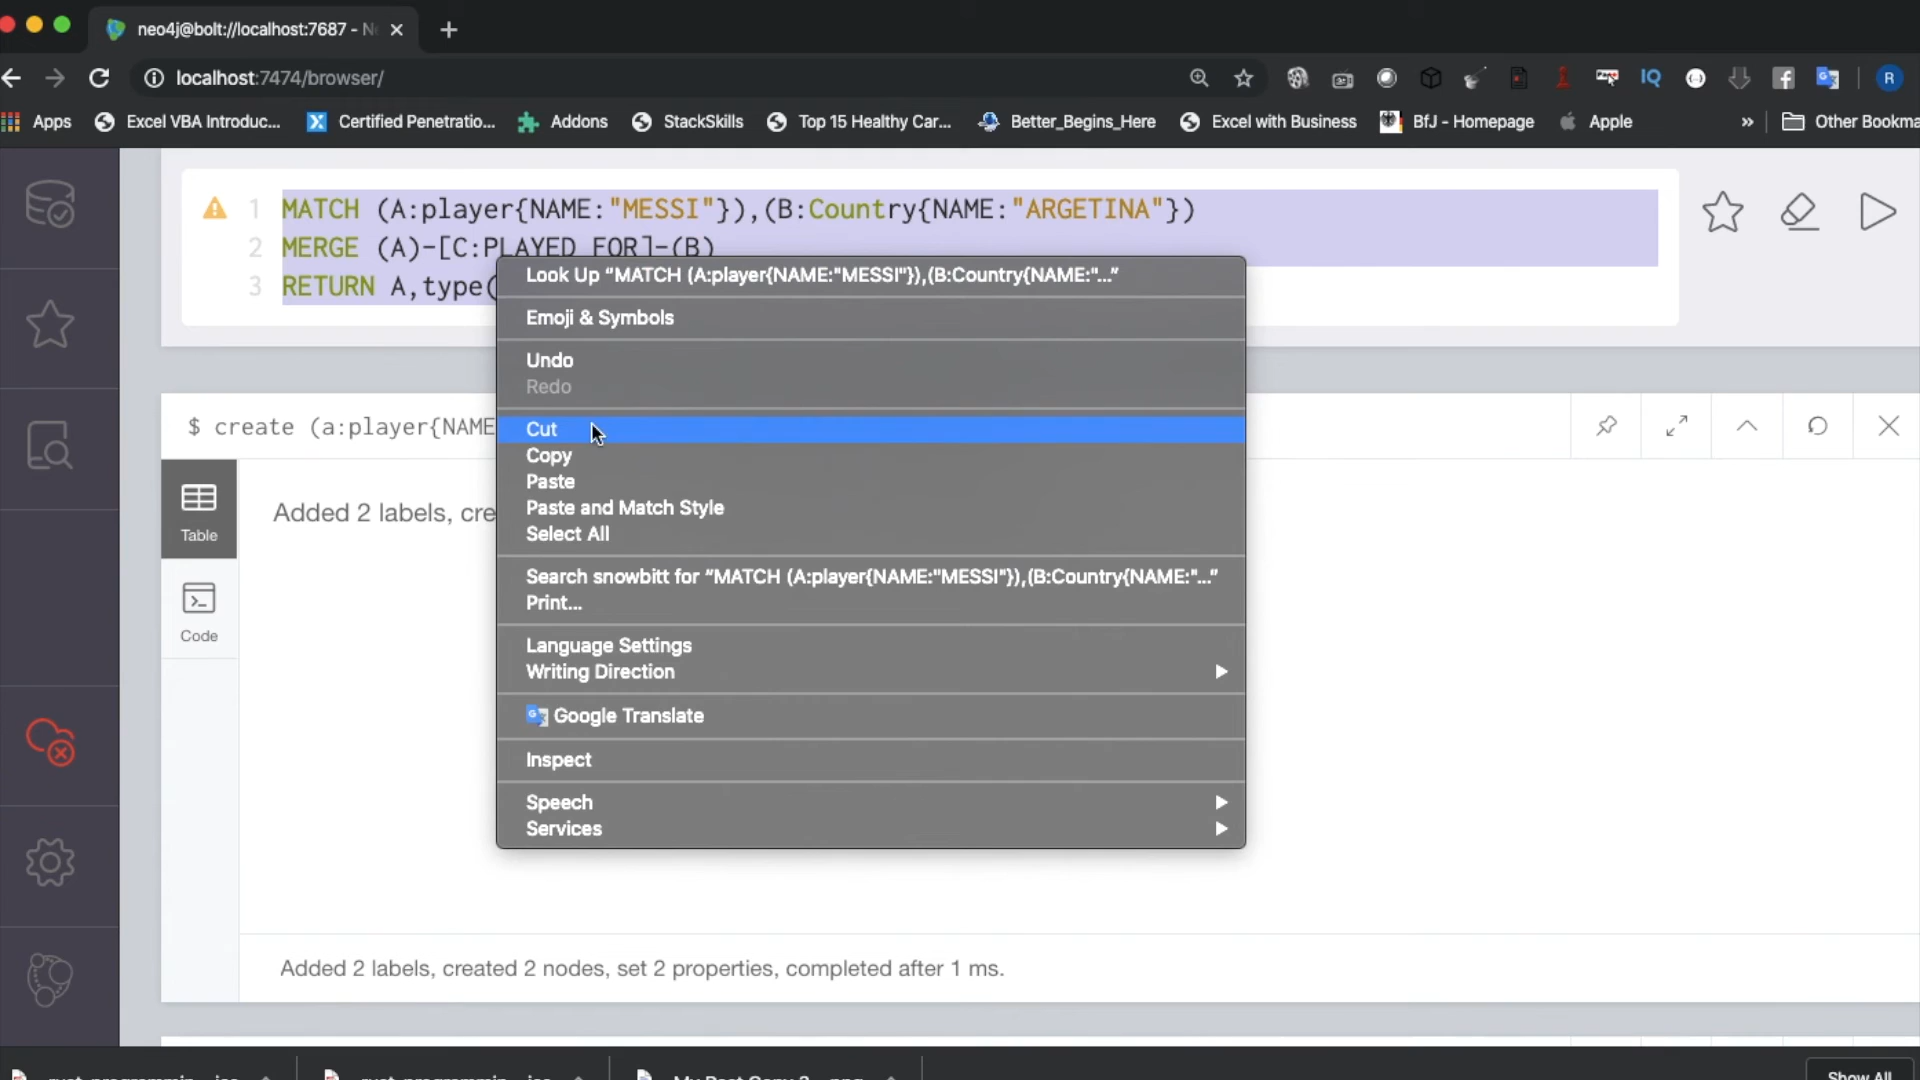 neo4j@bolt://localhost:7687 - N
localhost:7474/browser/
IQ
R
Apps
Excel VBA Introduc...
Certified Penetratio...
Addons
StackSkills
Top 15 Healthy Car...
Better_Begins_Here
Excel with Business
BfJ - Homepage
Apple
»
Other Bookma
1 MATCH (A:player{NAME:"MESSI"}),(B:Country{NAME:"ARGETINA"})
2 MERGE (A)-[C:PLAYED_FOR]-(B)
3 RETURN A,type(
Look Up “MATCH (A:player{NAME:"MESSI"}),(B:Country{NAME:"...”
Emoji & Symbols
Undo
Redo
Cut
Copy
Paste
Paste and Match Style
Select All
Search snowbitt for “MATCH (A:player{NAME:"MESSI"}),(B:Country{NAME:"...”
Print...
Language Settings
Writing Direction
Google Translate
Inspect
Speech
Services
$ create (a:player{NAME
Table
Added 2 labels, cre
Code
Added 2 labels, created 2 nodes, set 2 properties, completed after 1 ms.
Show All